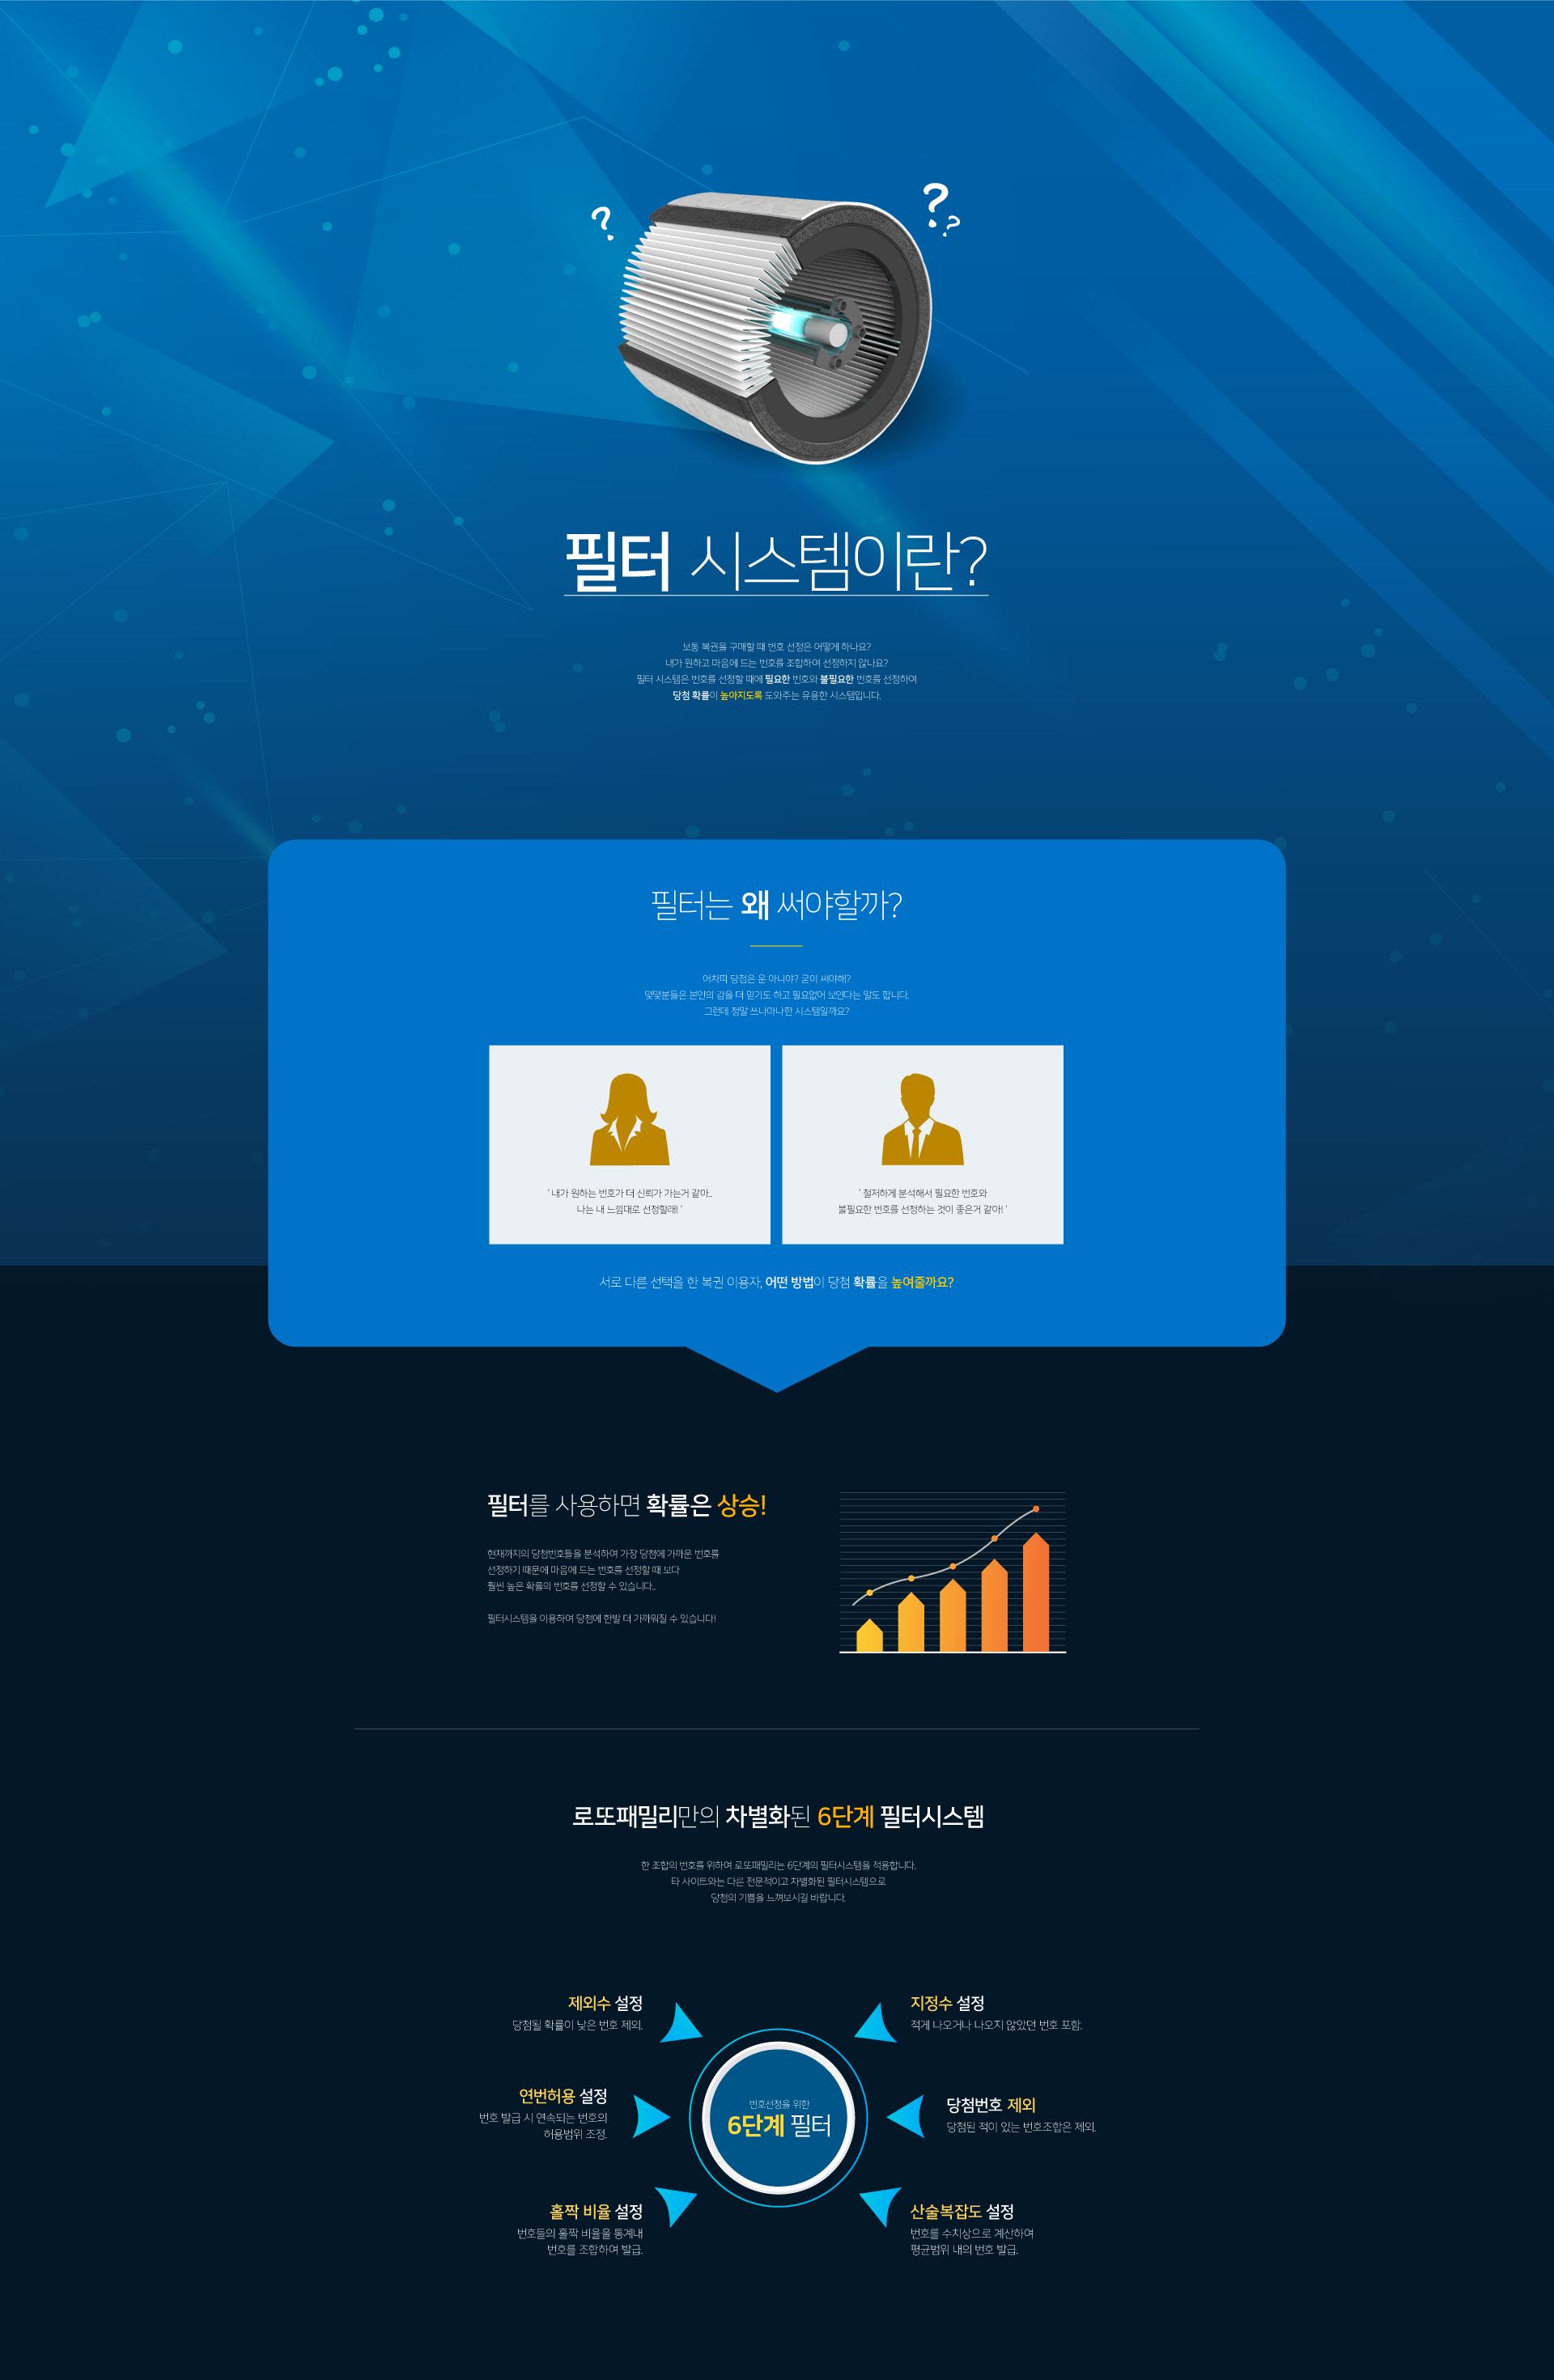 ? ? ?
필터 시스템이란?
보통 복권을 구매할 때 번호 선정은 어떻게 하나요?
내가 원하고 마음에 드는 번호를 조합하여 선정하지 않나요?
필터 시스템은 번호를 선정할 때에 필요한 번호와 불필요한 번호를 선정하여
당첨 확률이 높아지도록 도와주는 유용한 시스템입니다.
필터는 왜 써야할까?
어차피 당첨은 운 아니야? 굳이 써야해?
몇몇분들은 본인의 감을 더 믿기도 하고 필요없어 보인다는 말도 합니다.
그런데 정말 쓰나마나한 시스템일까요?
' 내가 원하는 번호가 더 신뢰가 가는거 같아..
나는 내 느낌대로 선정할래! '
' 철저하게 분석해서 필요한 번호와
불필요한 번호를 선정하는 것이 좋은거 같아! '
서로 다른 선택을 한 복권 이용자, 어떤 방법이 당첨 확률을 높여줄까요?
필터를 사용하면 확률은 상승!
현재까지의 당첨번호들을 분석하여 가장 당첨에 가까운 번호를
선정하기 때문에 마음에 드는 번호를 선정할 때 보다
훨씬 높은 확률의 번호를 선정할 수 있습니다..
필터시스템을 이용하여 당첨에 한발 더 가까워질 수 있습니다!
로또패밀리만의 차별화된 6단계 필터시스템
한 조합의 번호를 위하여 로또패밀리는 6단계의 필터시스템을 적용합니다.
타 사이트와는 다른 전문적이고 차별화된 필터시스템으로
당첨의 기쁨을 느껴보시길 바랍니다.
제외수 설정
당첨될 확률이 낮은 번호 제외.
지정수 설정
적게 나오거나 나오지 않았던 번호 포함.
연번허용 설정
번호 발급 시 연속되는 번호의
허용범위 조정.
번호선정을 위한
6단계 필터
당첨번호 제외
당첨된 적이 있는 번호조합은 제외.
홀짝 비율 설정
번호들의 홀짝 비율을 통계내
번호를 조합하여 발급.
산술복잡도 설정
번호를 수치상으로 계산하여
평균범위 내의 번호 발급.